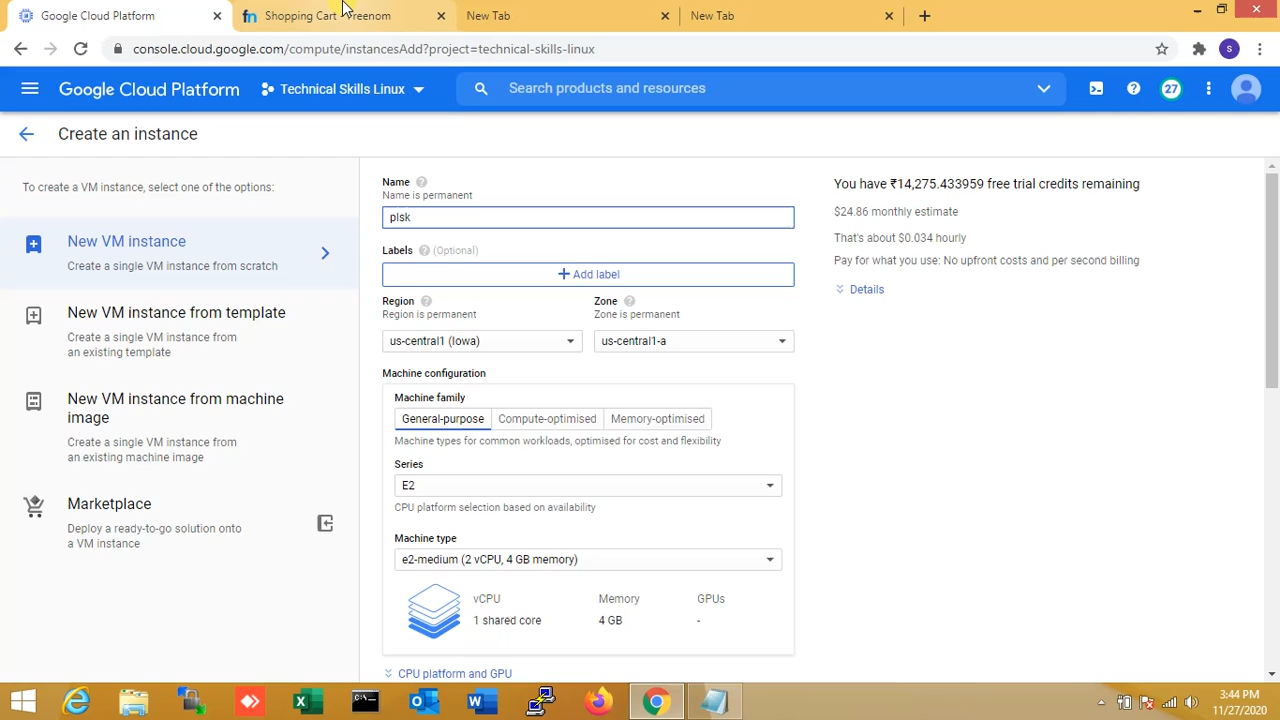 Google Cloud Platform
Shopping Cart - Freenom
New Tab
New Tab
console.cloud.google.com/compute/instancesAdd?project=technical-skills-linux
S
Google Cloud Platform
Technical Skills Linux
Search products and resources
27
Create an instance
To create a VM instance, select one of the options:
New VM instance
Create a single VM instance from scratch
New VM instance from template
Create a single VM instance from
an existing template
New VM instance from machine
image
Create a single VM instance from
an existing machine image
Marketplace
Deploy a ready-to-go solution onto
a VM instance
Name
Name is permanent
plsk
Labels (Optional)
Add label
Region
Region is permanent
us-central1 (Iowa)
Zone
Zone is permanent
us-central1-a
Machine configuration
Machine family
General-purpose
Compute-optimised
Memory-optimised
Machine types for common workloads, optimised for cost and flexibility
Series
E2
CPU platform selection based on availability
Machine type
e2-medium (2 vCPU, 4 GB memory)
vCPU
1 shared core
Memory
4 GB
GPUs
-
CPU platform and GPU
You have ₹14,275.433959 free trial credits remaining
$24.86 monthly estimate
That's about $0.034 hourly
Pay for what you use: No upfront costs and per second billing
Details
3:44 PM
11/27/2020